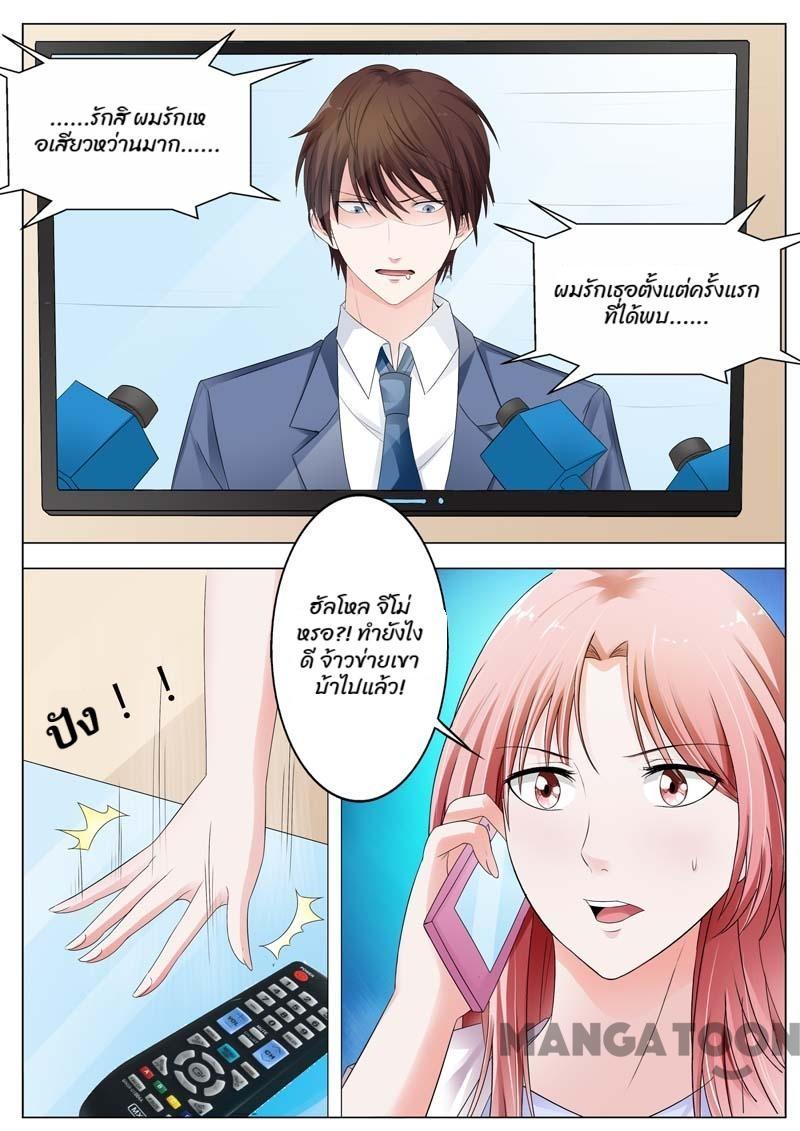 ......รักสิ ผมรักเห
อเสี่ยวหว่านมาก......
ผมรักเธอตั้งแต่ครั้งแรก
ที่ได้พบ......
ฮัลโหล จีโม่
หรอ?! ทำยังไง
ดี จ้าวข่ายเขา
บ้าไปแล้ว!
ปัง！！
POWER
VOL
CH
MANGATOON